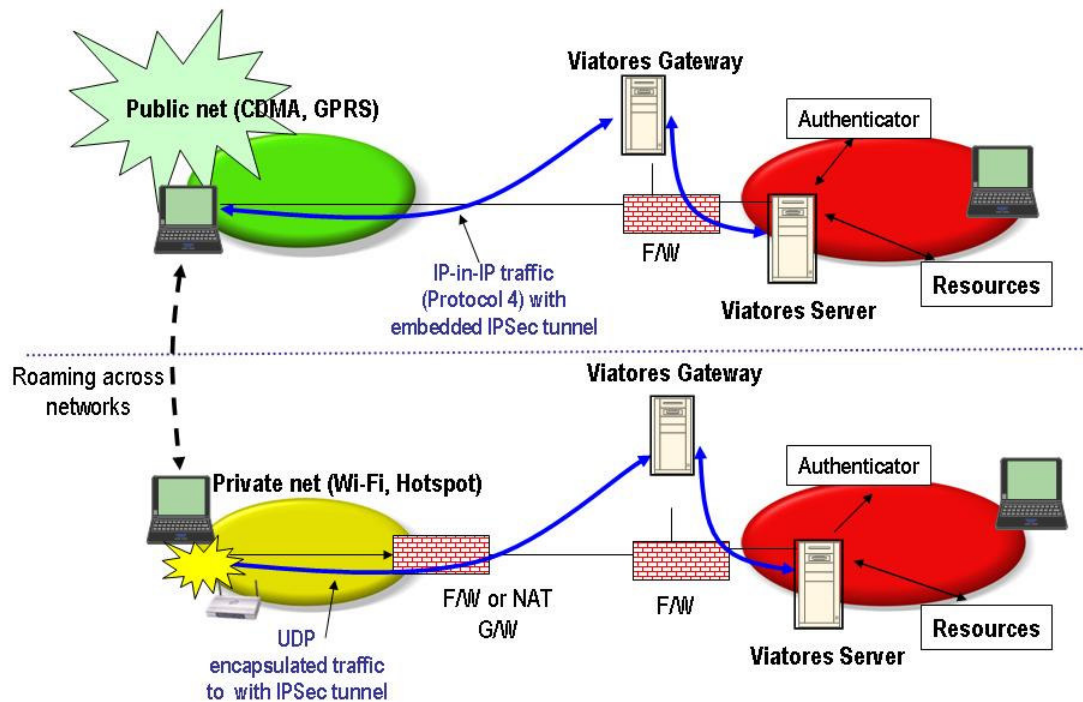 Viatores Gateway
Public net (CDMA, GPRS)
Authenticator
F/W
IP-in-IP traffic
(Protocol 4) with
embedded IPSec tunnel
Resources
Viatores Server
Roaming across
networks
Viatores Gateway
Private net (Wi-Fi, Hotspot)
Authenticator
F/W or NAT
G/W
F/W
UDP
encapsulated traffic
to with IPSec tunnel
Resources
Viatores Server